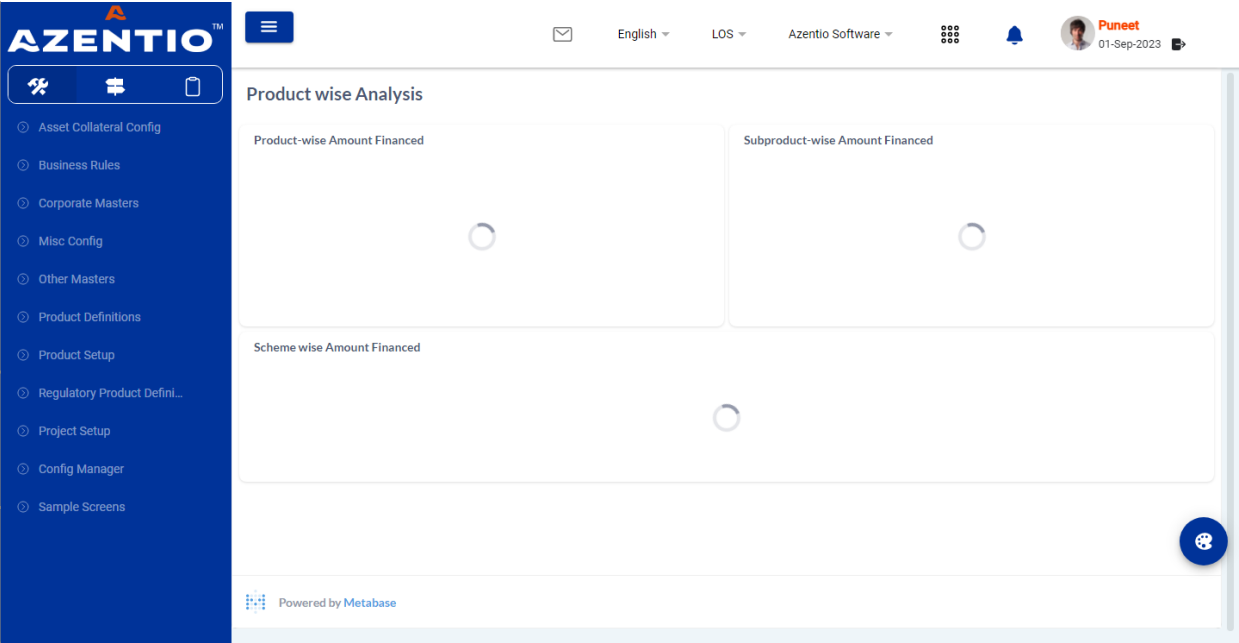 AZENTIO™
English
LOS
Azentio Software
Puneet
01-Sep-2023
Asset Collateral Config
Business Rules
Corporate Masters
Misc Config
Other Masters
Product Definitions
Product Setup
Regulatory Product Defini...
Project Setup
Config Manager
Sample Screens
Product wise Analysis
Product-wise Amount Financed
Subproduct-wise Amount Financed
Scheme wise Amount Financed
Powered by Metabase